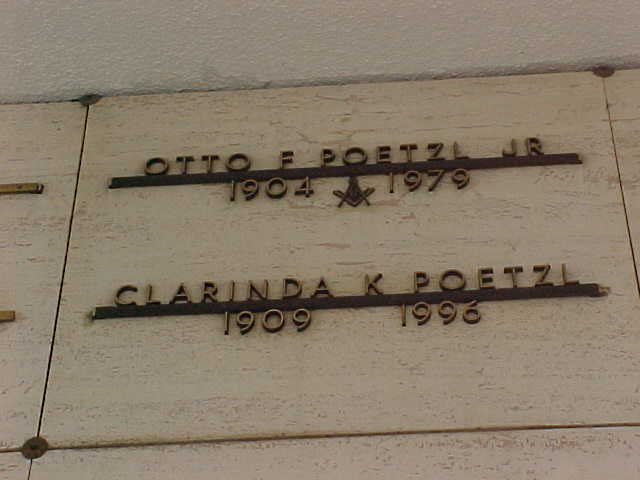 OTTO F POETZL JR
1904 1979
CLARINDA K POETZL
1909 1996